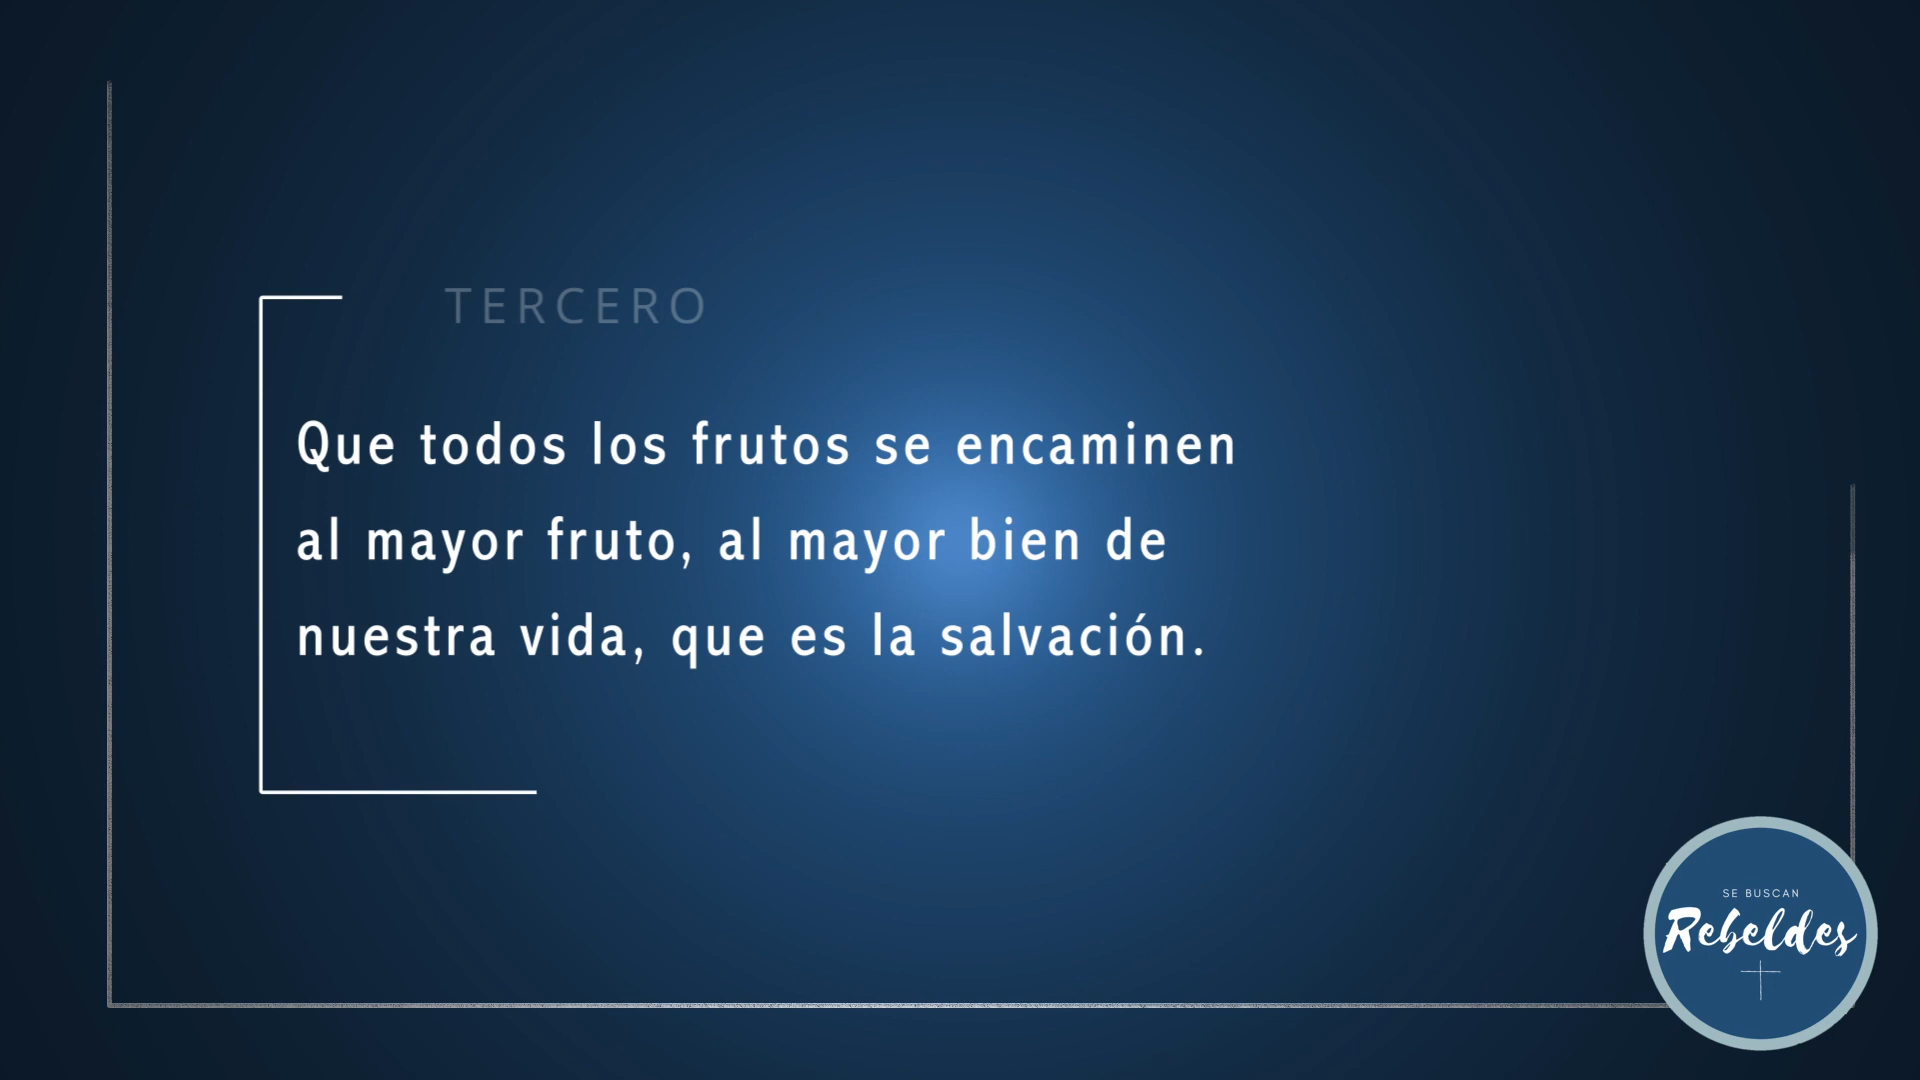 TERCERO
Que todos los frutos se encaminen
al mayor fruto, al mayor bien de
nuestra vida, que es la salvación.
SE BUSCAN
Rebeldes